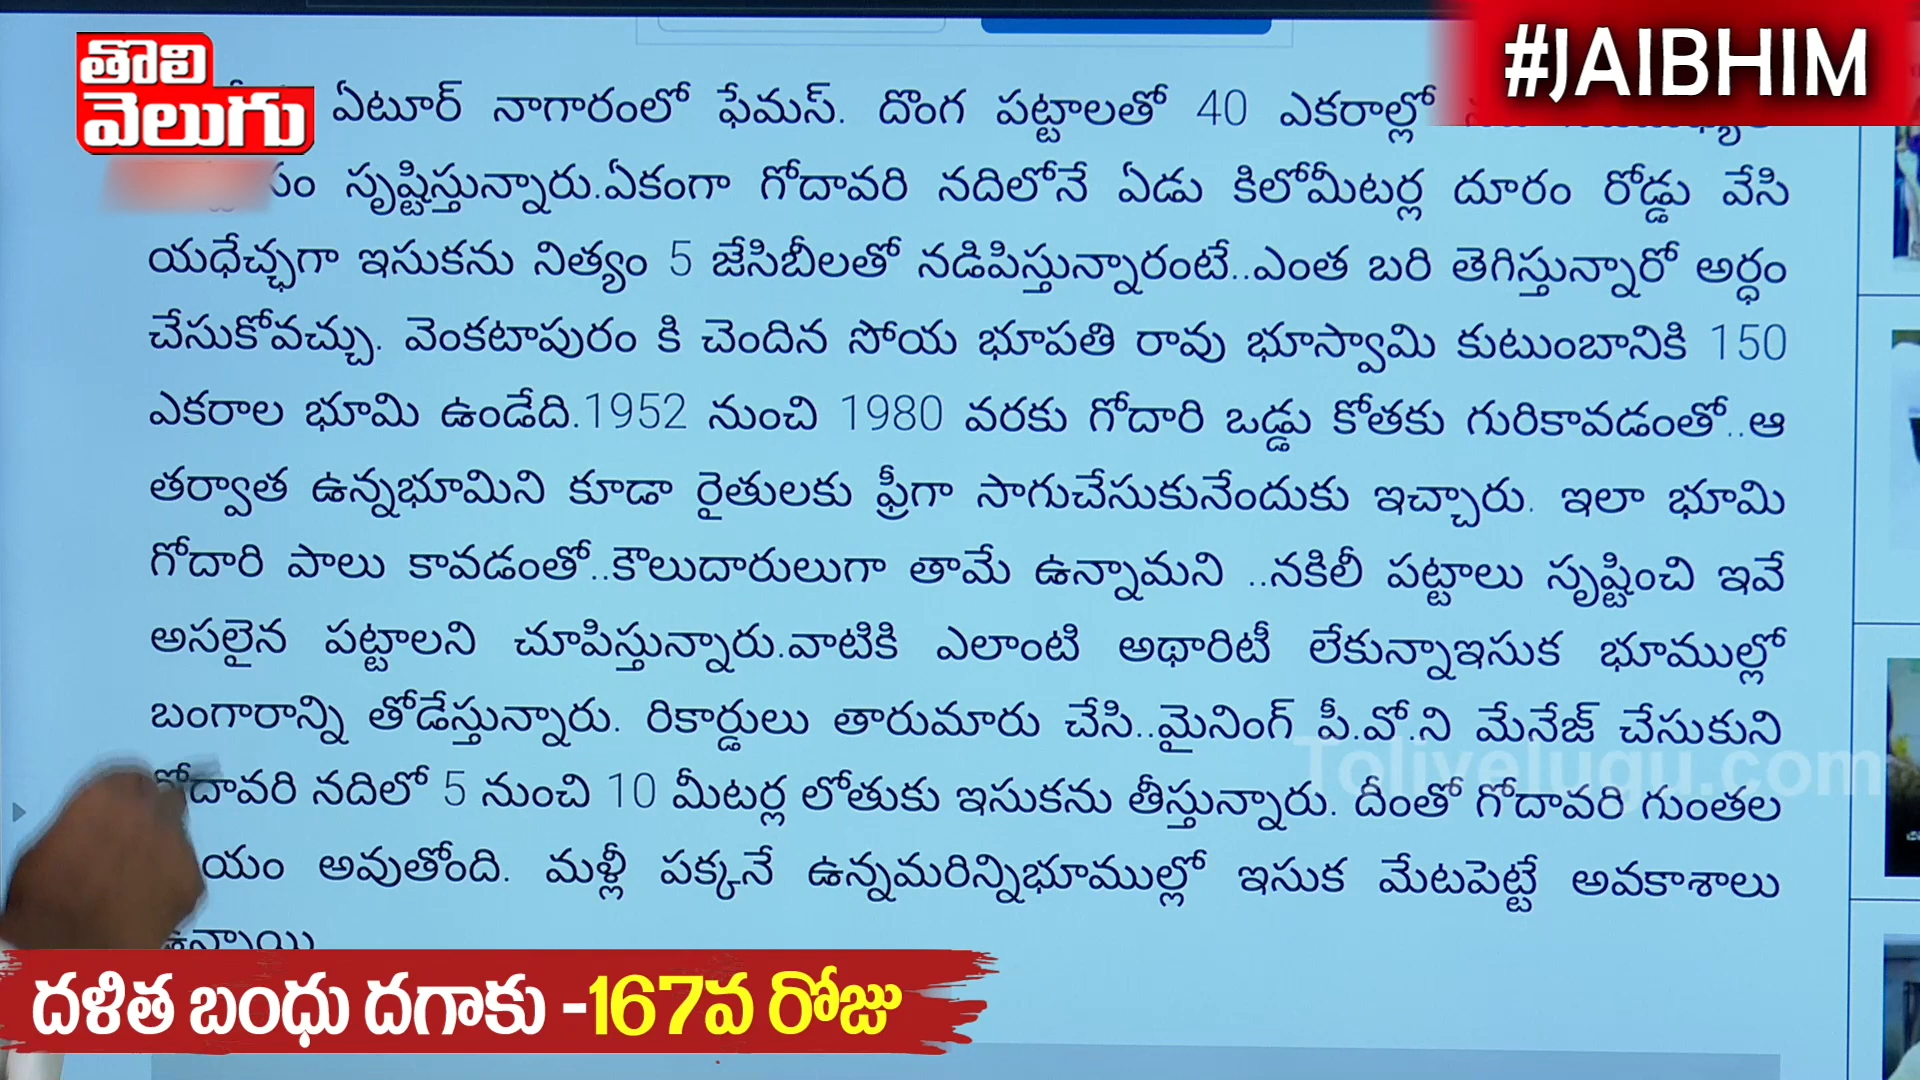 తొలి
వెలుగు
#JAIBHIM
ఏటూర్ నాగారంలో ఫేమస్. దొంగ పట్టాలతో 40 ఎకరాల్లో
సృష్టిస్తున్నారు.ఏకంగా గోదావరి నదిలోనే ఏడు కిలోమీటర్ల దూరం రోడ్డు వేసి
యధేచ్ఛగా ఇసుకను నిత్యం 5 జేసిబీలతో నడిపిస్తున్నారంటే..ఎంత బరి తెగిస్తున్నారో అర్ధం
చేసుకోవచ్చు. వెంకటాపురం కి చెందిన సోయ భూపతి రావు భూస్వామి కుటుంబానికి 150
ఎకరాల భూమి ఉండేది.1952 నుంచి 1980 వరకు గోదారి ఒడ్డు కోతకు గురికావడంతో..ఆ
తర్వాత ఉన్నభూమిని కూడా రైతులకు ఫ్రీగా సాగుచేసుకునేందుకు ఇచ్చారు. ఇలా భూమి
గోదారి పాలు కావడంతో..కౌలుదారులుగా తామే ఉన్నామని ..నకిలీ పట్టాలు సృష్టించి ఇవే
అసలైన పట్టాలని చూపిస్తున్నారు.వాటికి ఎలాంటి అథారిటీ లేకున్నాఇసుక భూముల్లో
బంగారాన్ని తోడేస్తున్నారు. రికార్డులు తారుమారు చేసి..మైనింగ్ పీ.వో.ని మేనేజ్ చేసుకుని
గోదావరి నదిలో 5 నుంచి 10 మీటర్ల లోతుకు ఇసుకను తీస్తున్నారు. దీంతో గోదావరి గుంతల
అవుతోంది. మళ్లీ పక్కనే ఉన్నమరిన్నిభూముల్లో ఇసుక మేటపెట్టే అవకాశాలు
ఉన్నాయి
Tolivelugu.com
దళిత బంధు దగాకు -167వ రోజు